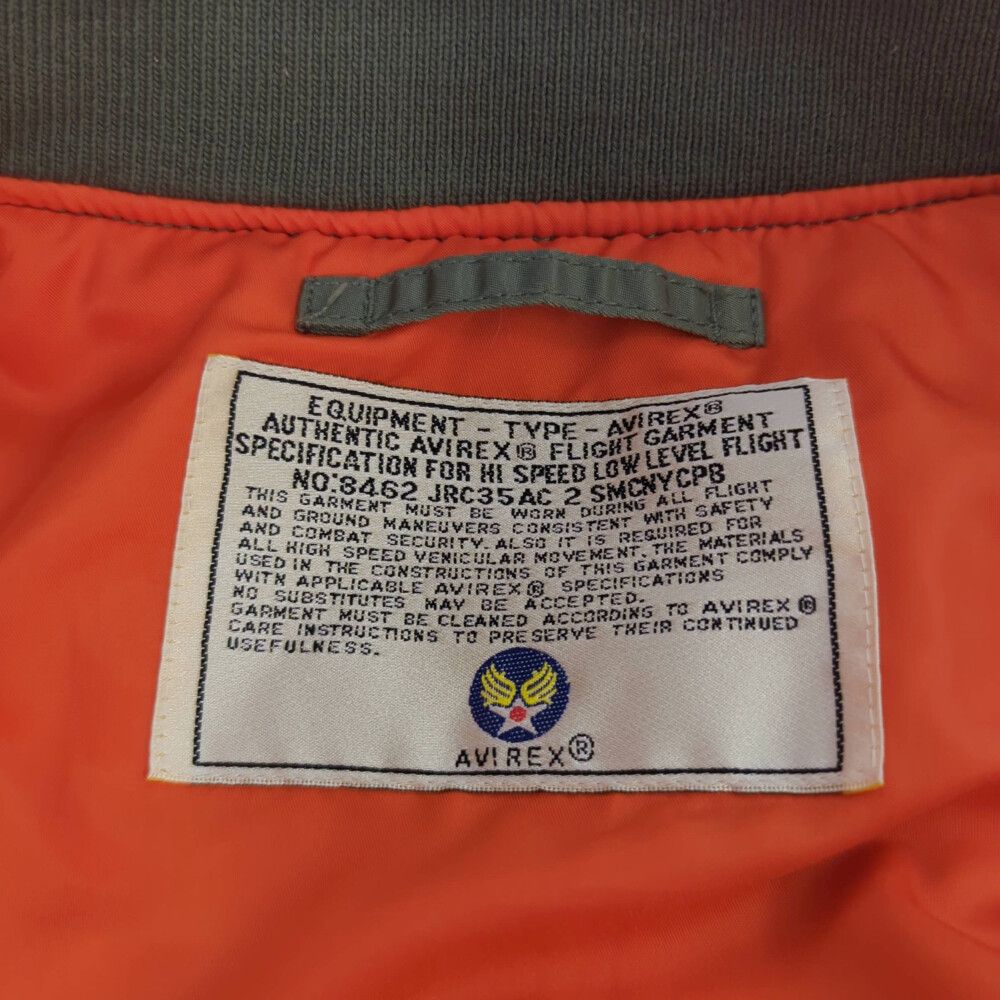 EQUIPMENT - TYPE - AVIREX®
AUTHENTIC AVIREX® FLIGHT GARMENT
SPECIFICATION FOR HI SPEED LOW LEVEL FLIGHT
NO:8462 JRC35AC 2 SMCNYCPB
THIS GARMENT MUST BE WORN DURING ALL FLIGHT
AND GROUND MANEUVERS CONSISTENT WITH SAFETY
AND COMBAT SECURITY. ALSO IT IS REQUIRED FOR
ALL HIGH SPEED VENICULAR MOVEMENT. THE MATERIALS
USED IN THE CONSTRUCTIONS OF THIS GARMENT COMPLY
WITH APPLICABLE AVIREX® SPECIFICATIONS
NO SUBSTITUTES MAY BE ACCEPTED.
GARMENT MUST BE CLEANED ACCORDING TO AVIREX®
CARE INSTRUCTIONS TO PRESERVE THEIR CONTINUED
USEFULNESS.
AVIREX®